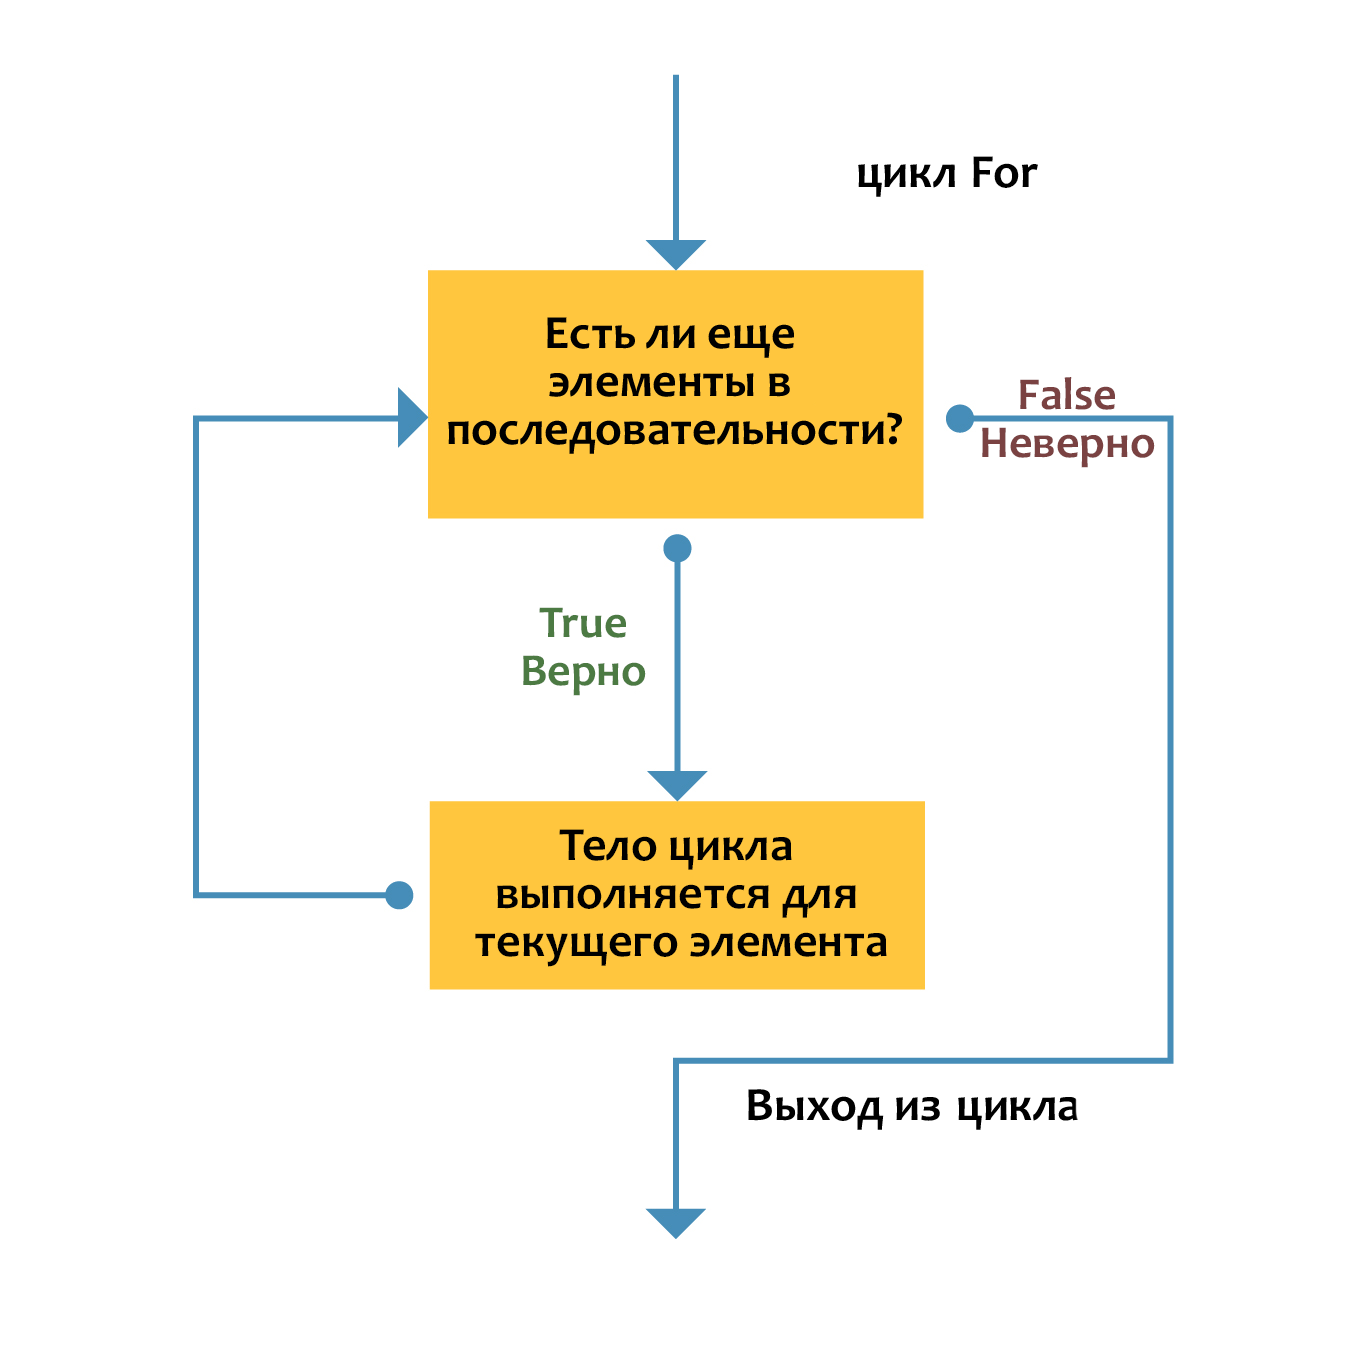 цикл For
Есть ли еще
элементы в
последовательности?
False
Неверно
True
Верно
Тело цикла
выполняется для
текущего элемента
Выход из цикла